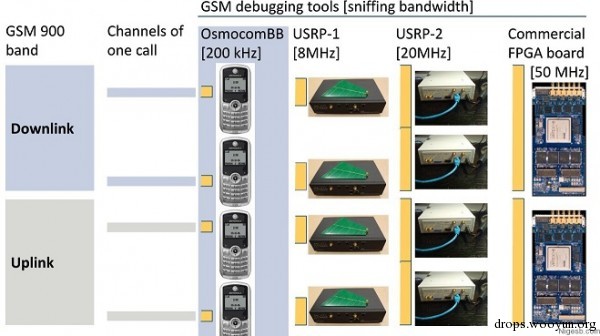 GSM debugging tools [sniffing bandwidth]
GSM 900
band
Channels of
one call
OsmocomBB
[200 kHz]
USRP-1
[8MHz]
USRP-2
[20MHz]
Commercial
FPGA board
[50 MHz]
Downlink
Uplink
drops.wooyun.org